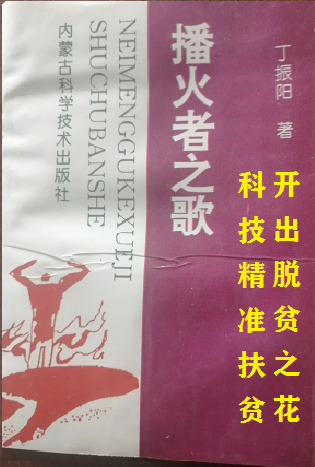 丁振阳 著
播火者之歌
NEIMENGGUKEXUEJI
SHUCHUBANSHE
内蒙古科学技术出版社
科技精准扶贫
开出脱贫之花